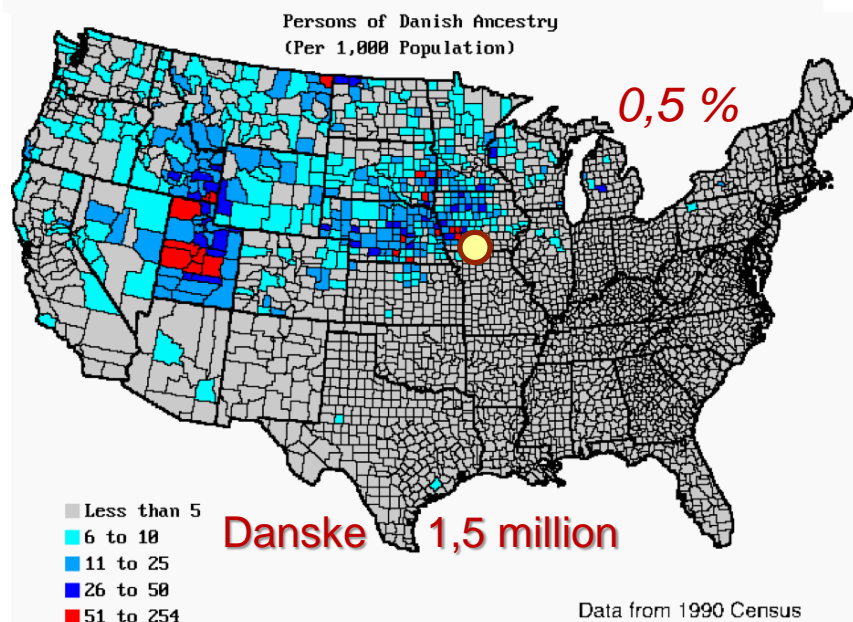 Persons of Danish Ancestry
(Per 1,000 Population)
0,5 %
Less than 5
6 to 10
11 to 25
26 to 50
51 to 254
Danske 1,5 million
Data from 1990 Census